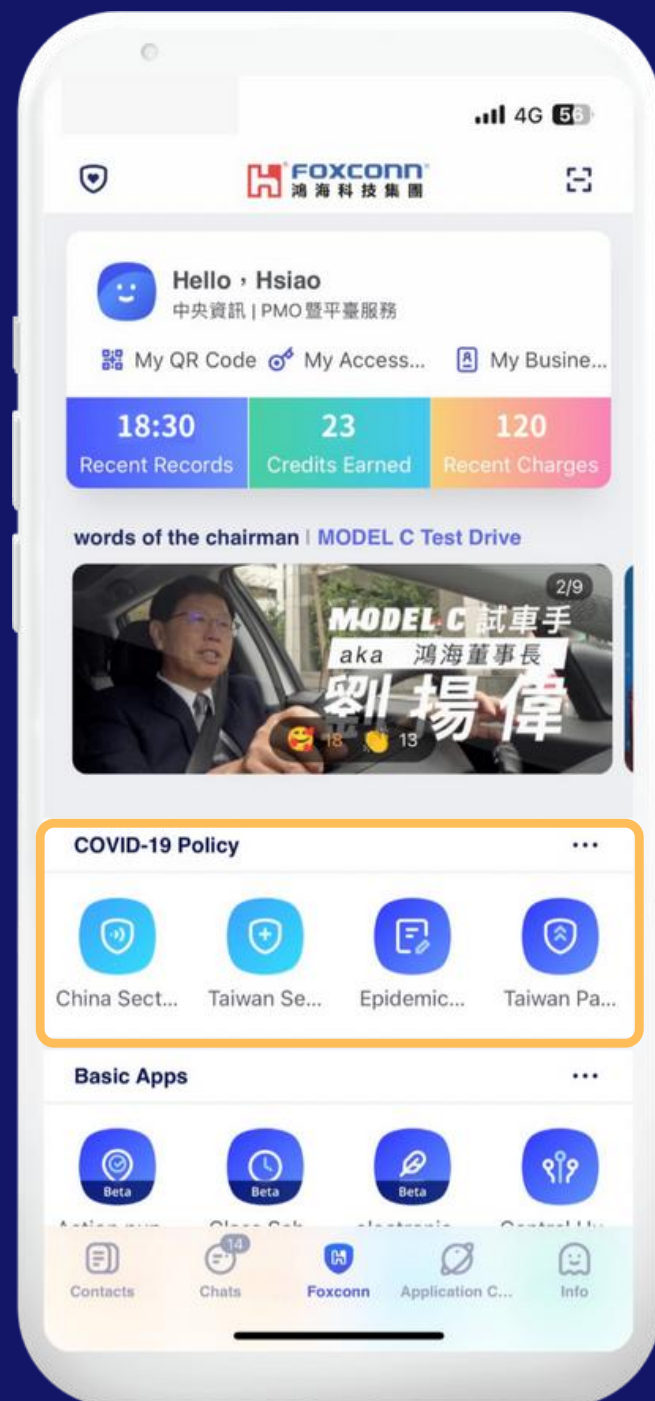 4G 56
FOXCONN
鴻海科技集團
Hello，Hsiao
中央資訊 | PMO暨平臺服務
My QR Code My Access... My Busine...
18:30 23 120
Recent Records Credits Earned Recent Charges
words of the chairman | MODEL C Test Drive
2/9
MODEL C 試車手
aka 鴻海董事長
劉揚偉
18 13
COVID-19 Policy
China Sect... Taiwan Se... Epidemic... Taiwan Pa...
Basic Apps
Beta Beta Beta
14
Contacts Chats Foxconn Application C... Info